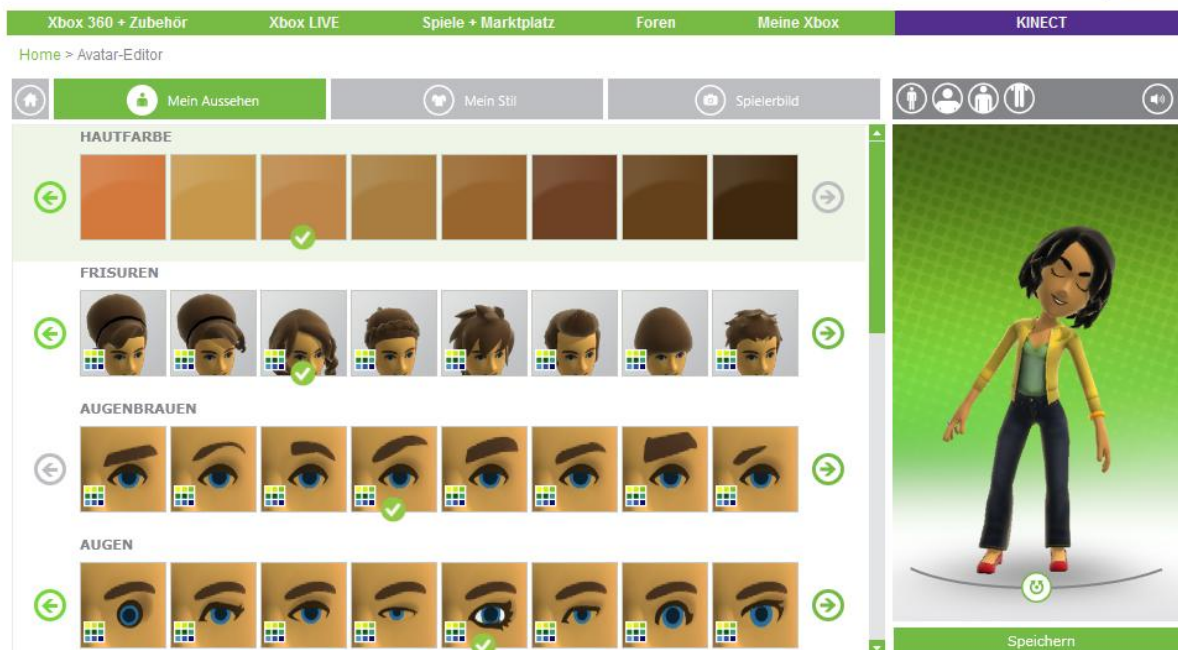 Xbox 360 + Zubehör Xbox LIVE Spiele + Marktplatz Foren Meine Xbox KINECT
Home > Avatar-Editor
Mein Aussehen Mein Stil Spielerbild
HAUTFARBE
FRISUREN
AUGENBRAUEN
AUGEN
Speichern